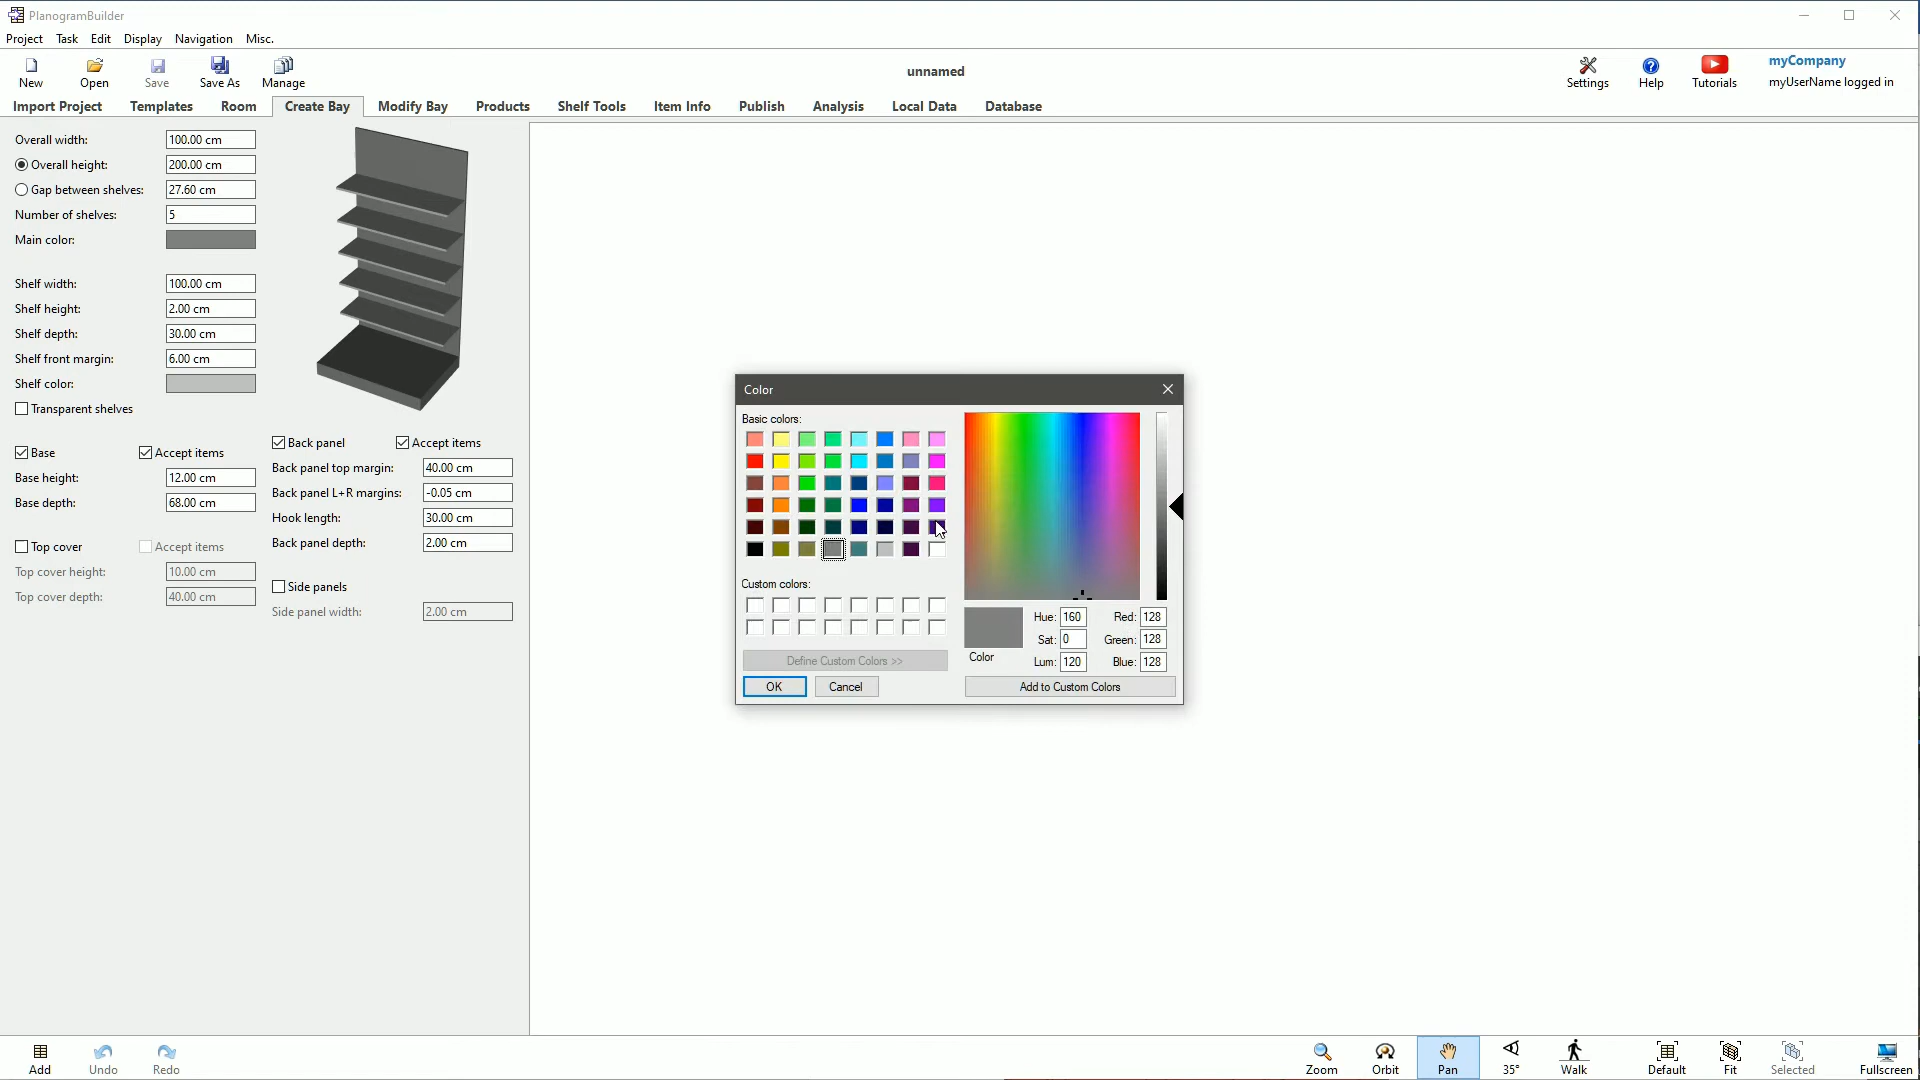 PlanogramBuilder
Project Task Edit Display Navigation Misc.
New Open Save Save As Manage
unnamed
Settings Help Tutorials
myCompany
myUserName logged in
Import Project Templates Room Create Bay Modify Bay Products Shelf Tools Item Info Publish Analysis Local Data Database
Overall width: 100.00 cm
Overall height: 200.00 cm
Gap between shelves: 27.60 cm
Number of shelves: 5
Main color:
Shelf width: 100.00 cm
Shelf height: 2.00 cm
Shelf depth: 30.00 cm
Shelf front margin: 6.00 cm
Shelf color:
Transparent shelves
Base Accept items
Base height: 12.00 cm
Base depth: 68.00 cm
Top cover Accept items
Top cover height: 10.00 cm
Top cover depth: 40.00 cm
Back panel Accept items
Back panel top margin: 40.00 cm
Back panel L+R margins: -0.05 cm
Hook length: 30.00 cm
Back panel depth: 2.00 cm
Side panels
Side panel width: 2.00 cm
Color
Basic colors:
Custom colors:
Define Custom Colors >>
OK Cancel
Color
Hue: 160 Red: 128
Sat: 0 Green: 128
Lum: 120 Blue: 128
Add to Custom Colors
Add Undo Redo
Zoom Orbit Pan 35° Walk Default Fit Selected Fullscreen